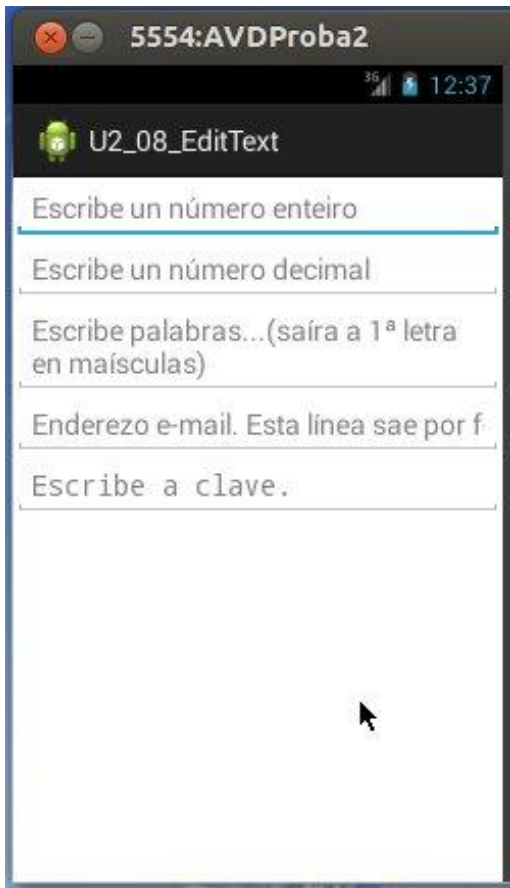 5554:AVDProba2
3G 12:37
U2_08_EditText
Escribe un número enteiro
Escribe un número decimal
Escribe palabras...(saíra a 1ª letra
en maísculas)
Enderezo e-mail. Esta línea sae por f
Escribe a clave.